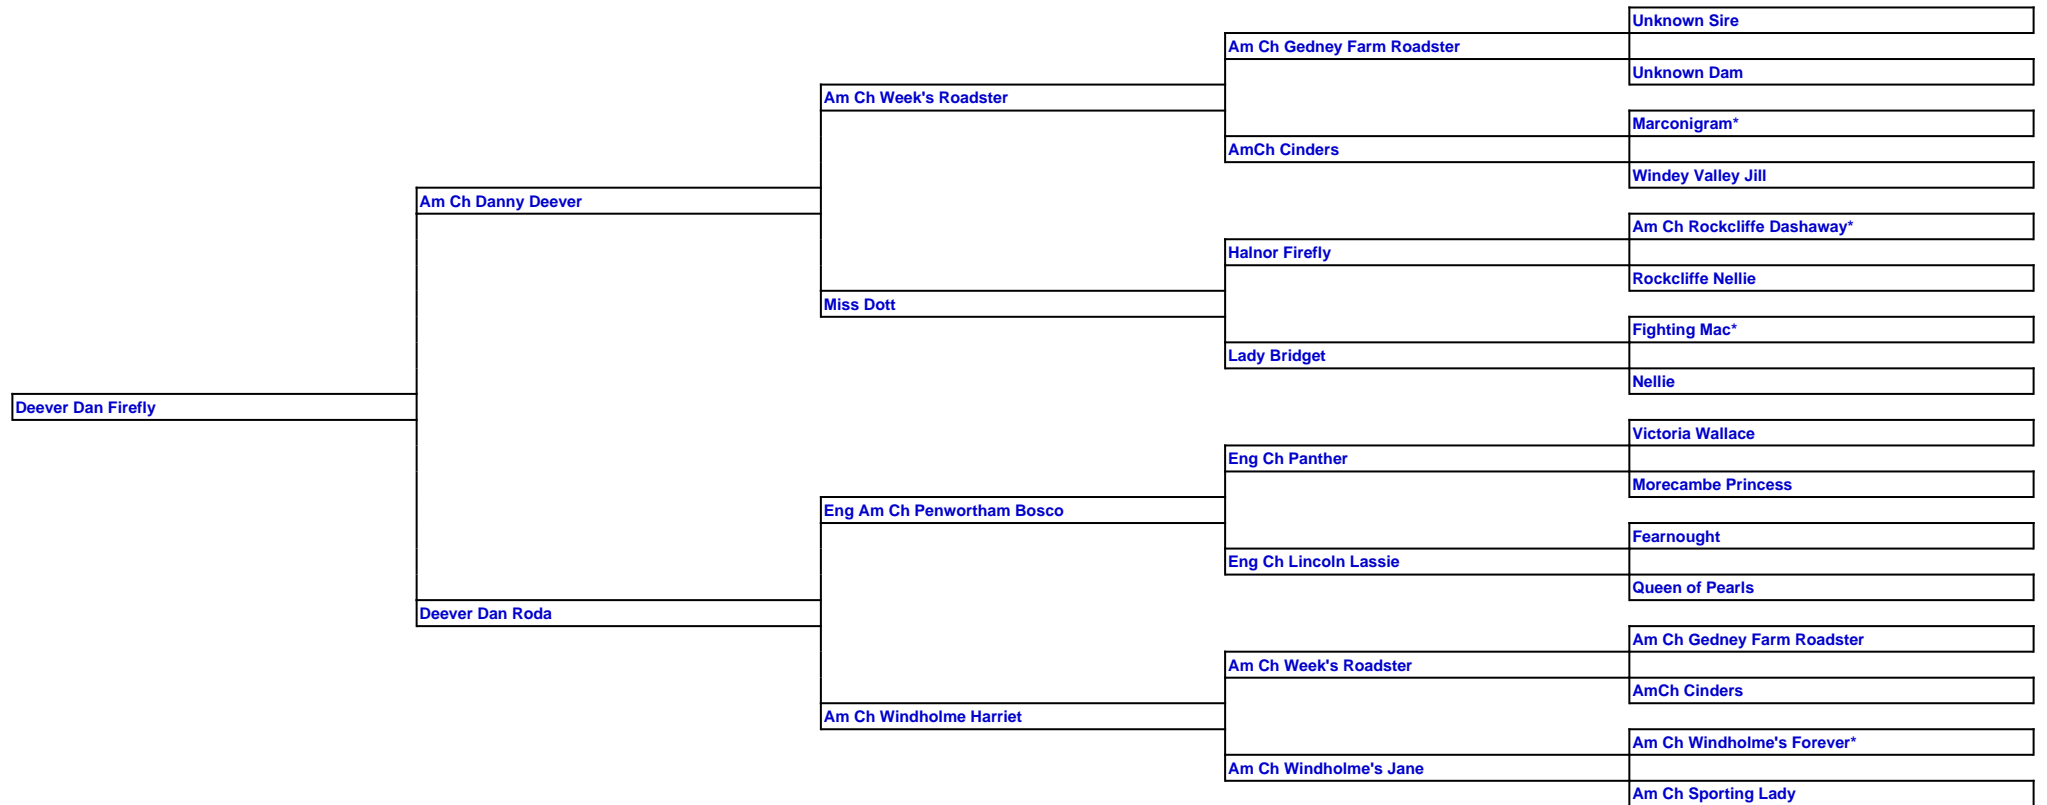 Unknown Sire
Am Ch Gedney Farm Roadster
Unknown Dam
Am Ch Week's Roadster
Marconigram*
AmCh Cinders
Windey Valley Jill
Am Ch Danny Deever
Am Ch Rockcliffe Dashaway*
Halnor Firefly
Rockcliffe Nellie
Miss Dott
Fighting Mac*
Lady Bridget
Nellie
Deever Dan Firefly
Victoria Wallace
Eng Ch Panther
Morecambe Princess
Eng Am Ch Penwortham Bosco
Fearnought
Eng Ch Lincoln Lassie
Queen of Pearls
Deever Dan Roda
Am Ch Gedney Farm Roadster
Am Ch Week's Roadster
AmCh Cinders
Am Ch Windholme Harriet
Am Ch Windholme's Forever*
Am Ch Windholme's Jane
Am Ch Sporting Lady